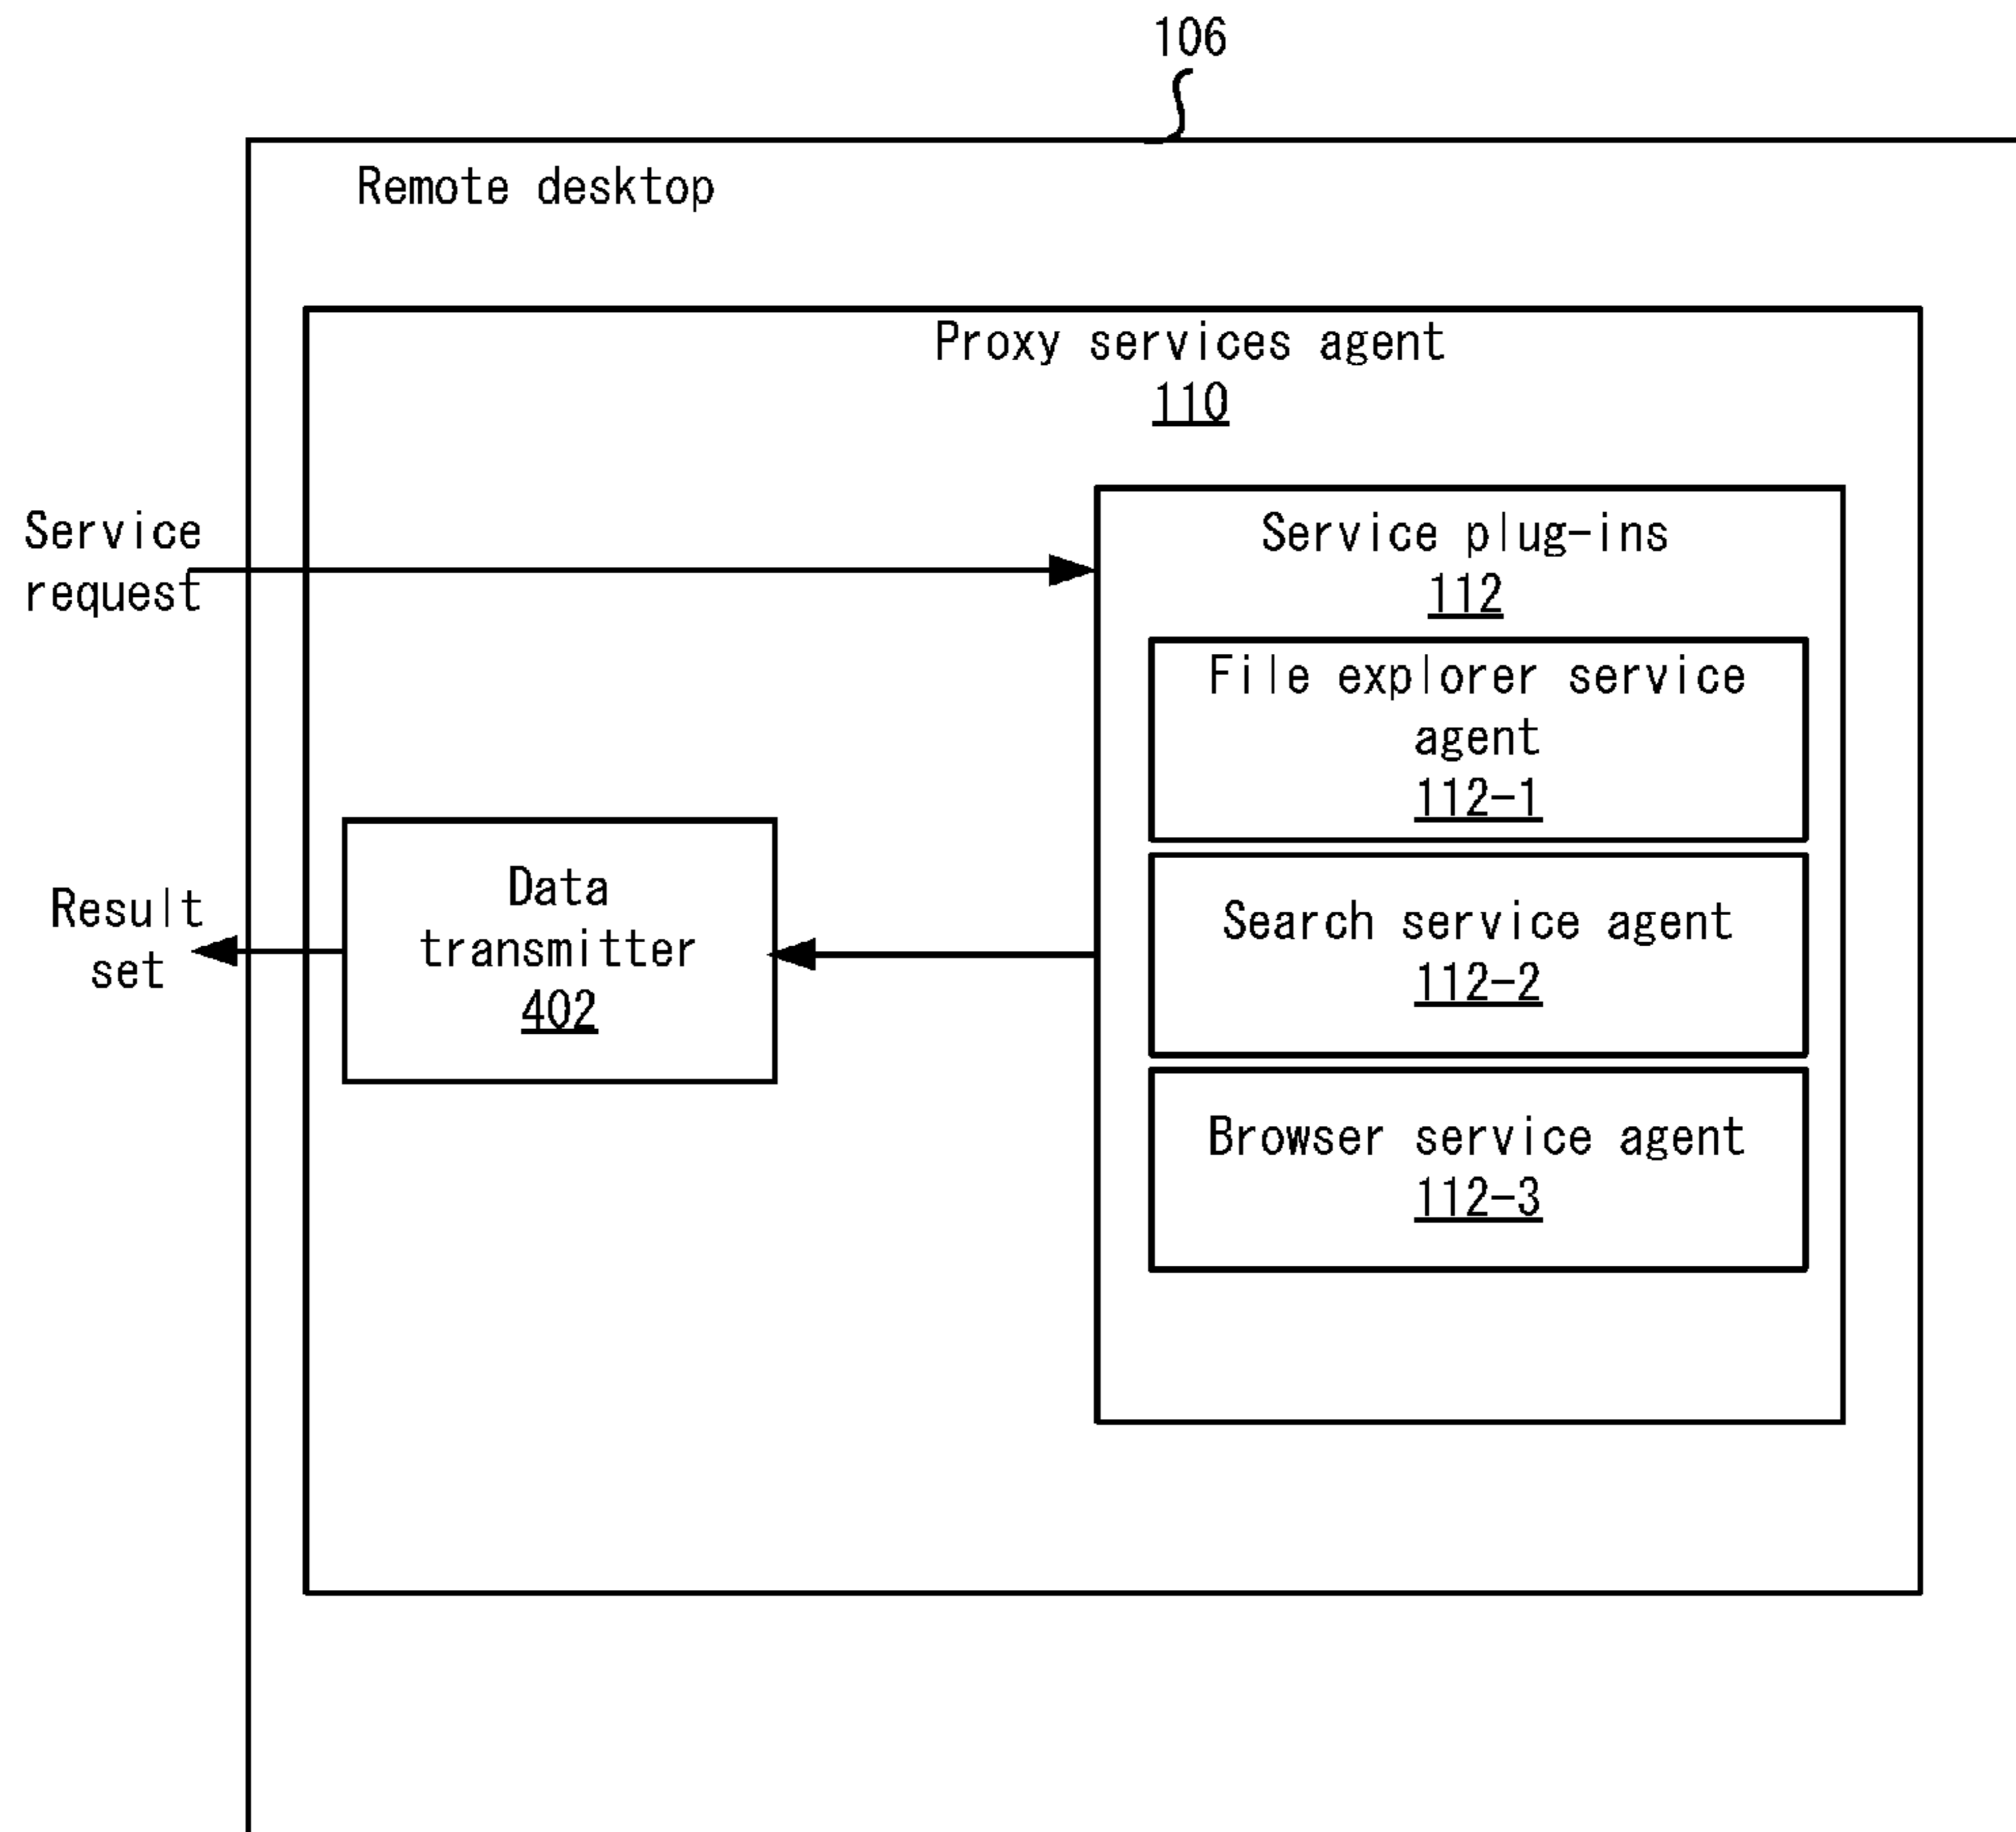 106
Remote desktop
Proxy services agent
110
Service
request
Service plug-ins
112
File explorer service
agent
112-1
Data
transmitter
402
Result
set
Search service agent
112-2
Browser service agent
112-3